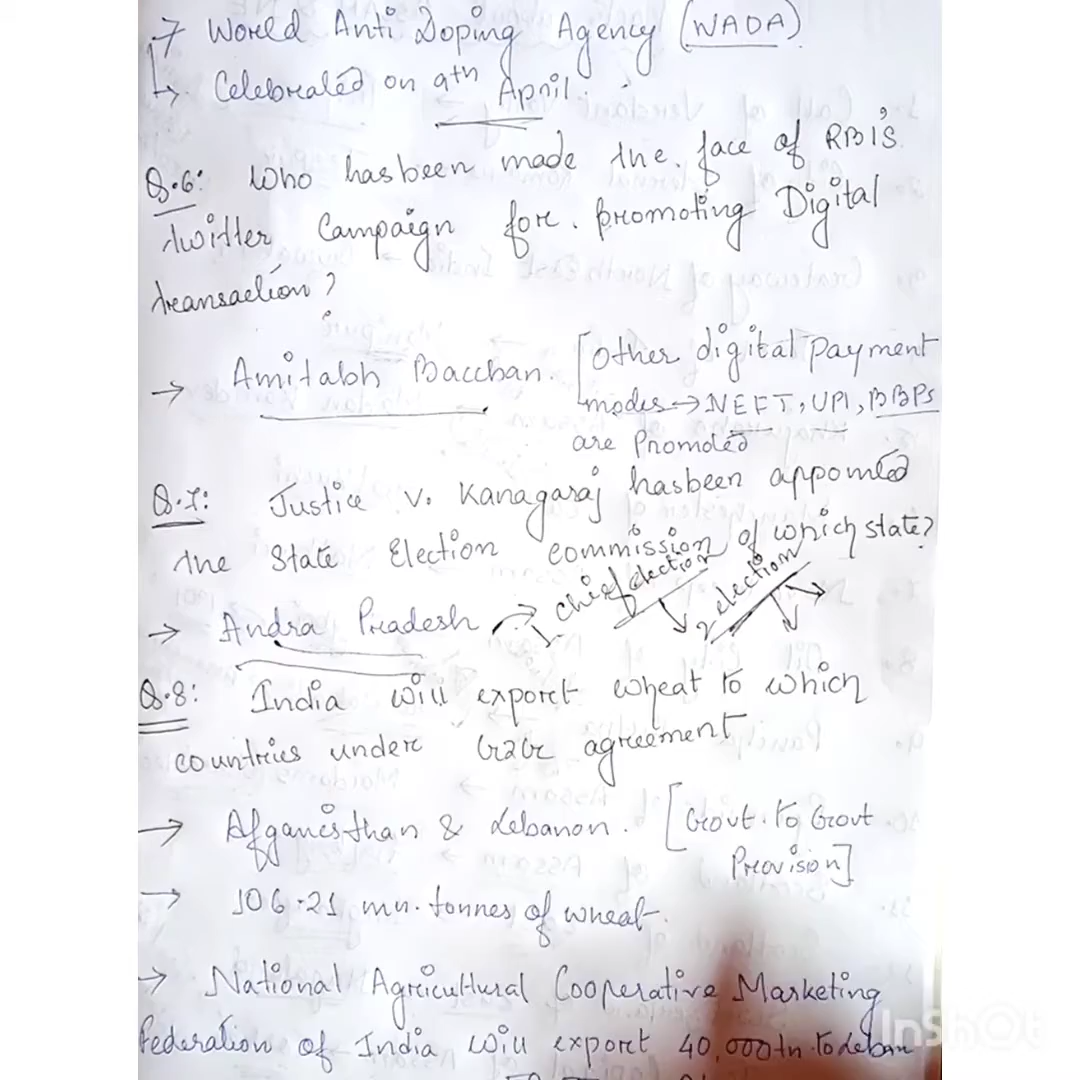 → World Anti Doping Agency (WADA)
↳ Celebrated on 9th April.
Q.6: Who hasbeen made the face of RBI's
twitter Campaign for promoting Digital
transaction?
→ Amitabh Bacchan. [Other digital payment
modes → NEFT, UPI, BBPs
are Promoted
Q.7: Justice V. Kanagaraj hasbeen appointed
the State Election commission of which state?
→ Andra Pradesh → chief election
election
Q.8: India will export wheat to which
countries under G2G agreement
→ Afganisthan & Lebanon. [Govt. to Govt
Provision]
→ 106.21 mn. tonnes of wheat.
→ National Agricultural Cooperative Marketing
Federation of India will export 40,000tn. to
InShOt